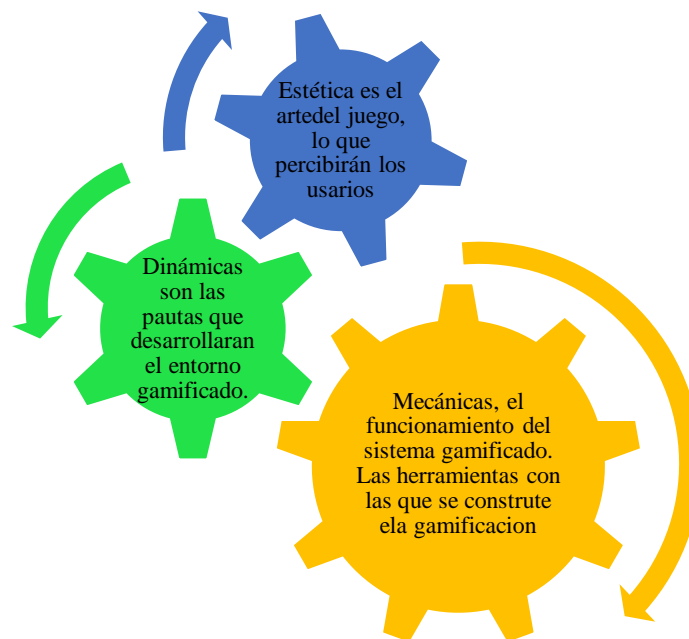 Estética es el
artedel juego,
lo que
percibirán los
usarios
Dinámicas
son las
pautas que
desarrollaran
el entorno
gamificado.
Mecánicas, el
funcionamiento del
sistema gamificado.
Las herramientas con
las que se construte
ela gamificacion